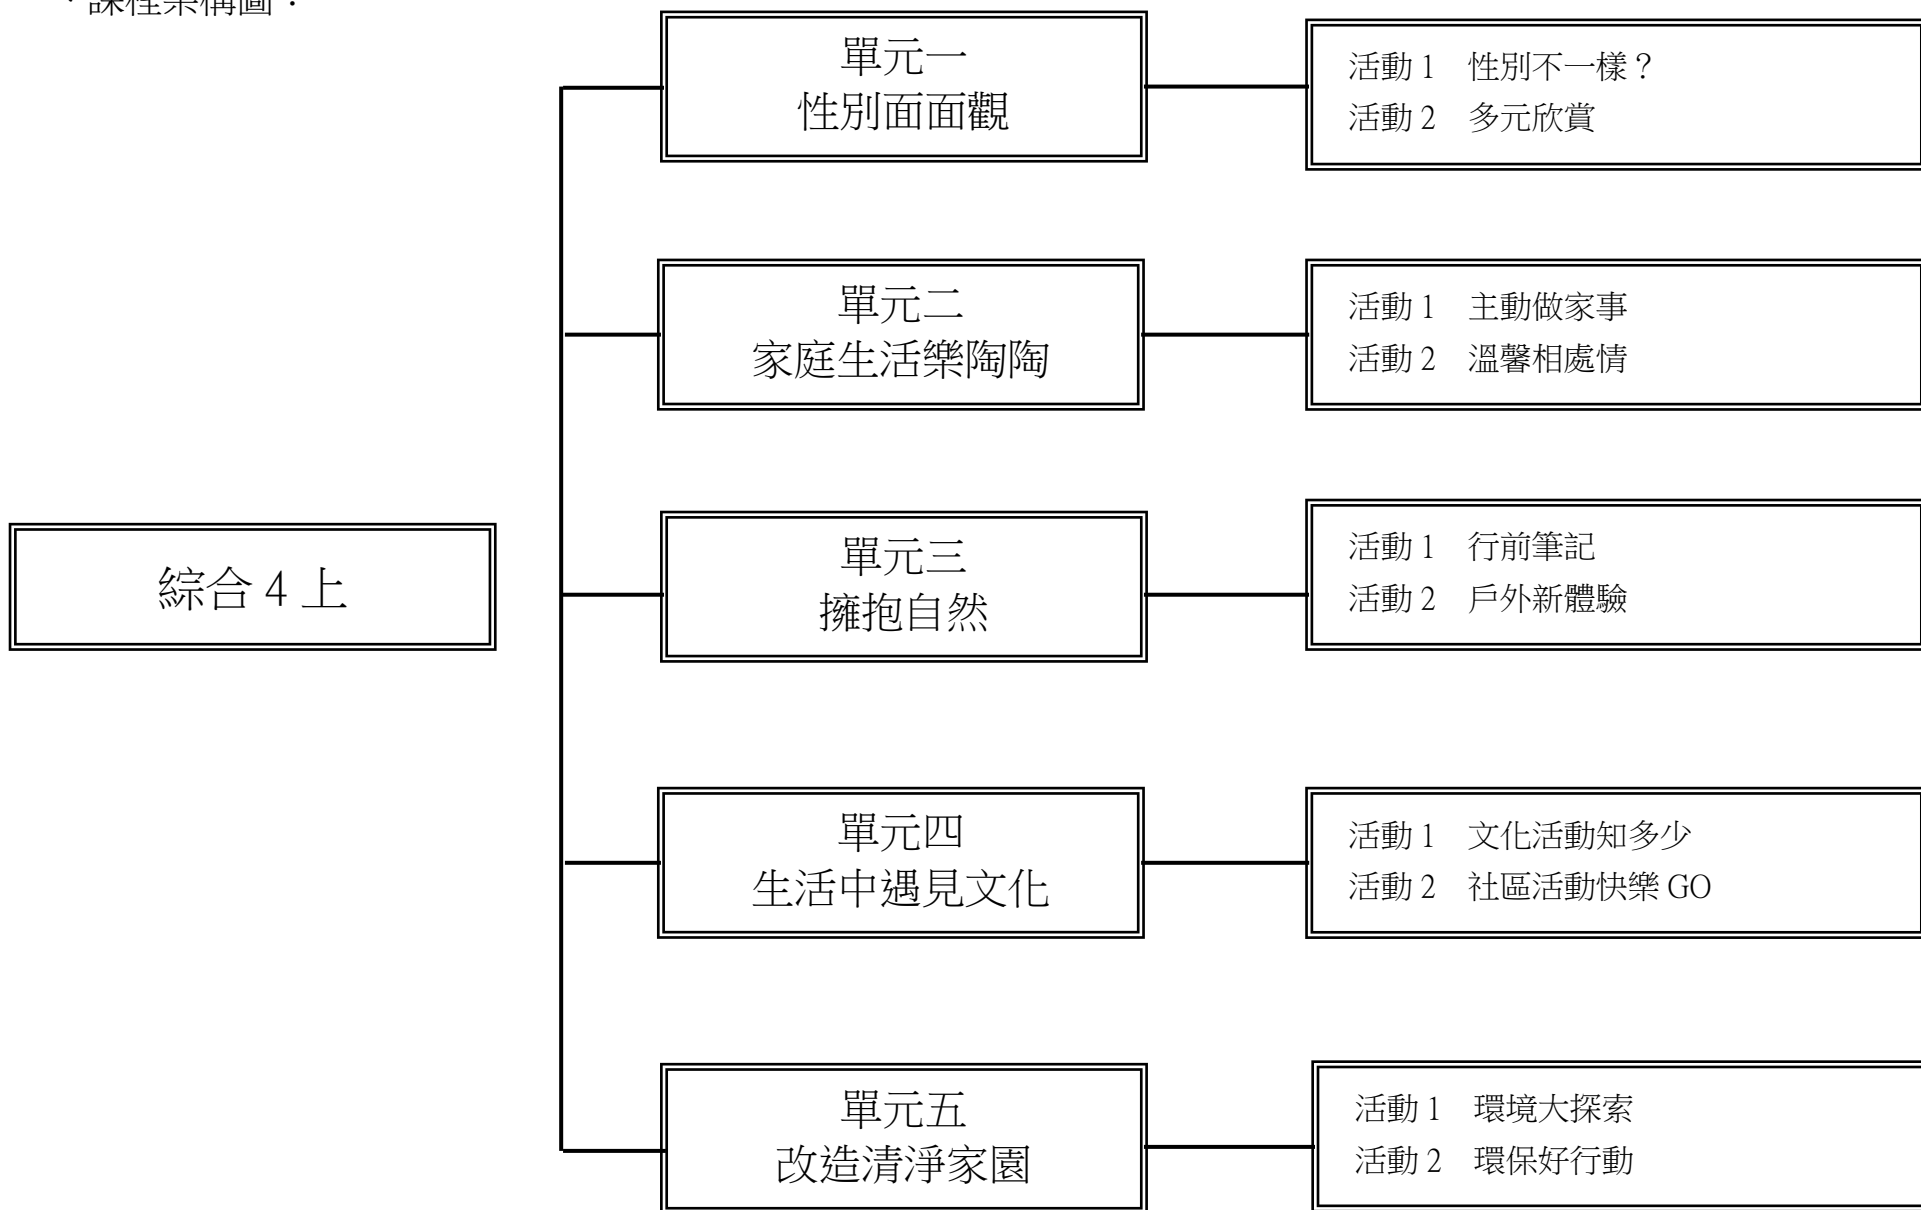 、課程架構圖：
單元一
性別面面觀
活動 1　性別不一樣？
活動 2　多元欣賞
單元二
家庭生活樂陶陶
活動 1　主動做家事
活動 2　溫馨相處情
綜合 4 上
單元三
擁抱自然
活動 1　行前筆記
活動 2　戶外新體驗
單元四
生活中遇見文化
活動 1　文化活動知多少
活動 2　社區活動快樂 GO
單元五
改造清淨家園
活動 1　環境大探索
活動 2　環保好行動